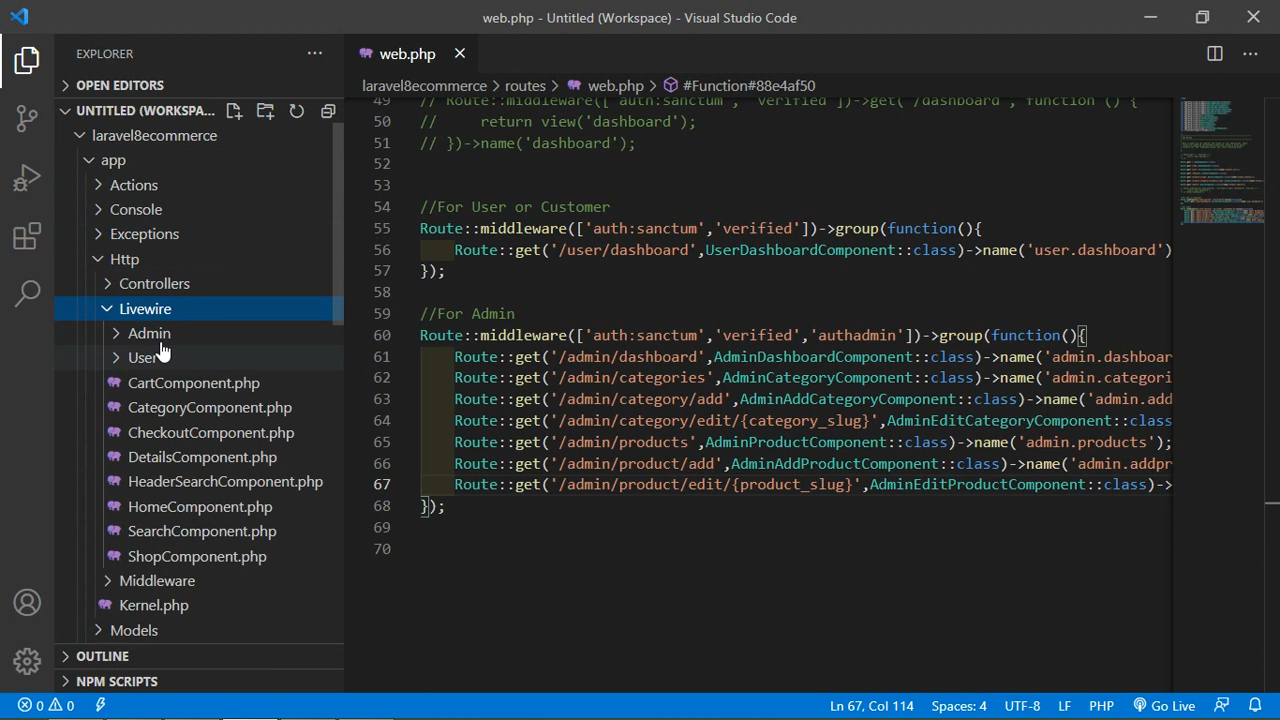 web.php - Untitled (Workspace) - Visual Studio Code
EXPLORER
OPEN EDITORS
UNTITLED (WORKSPA...
laravel8ecommerce
app
Actions
Console
Exceptions
Http
Controllers
Livewire
Admin
User
CartComponent.php
CategoryComponent.php
CheckoutComponent.php
DetailsComponent.php
HeaderSearchComponent.php
HomeComponent.php
SearchComponent.php
ShopComponent.php
Middleware
Kernel.php
Models
OUTLINE
NPM SCRIPTS
web.php
laravel8ecommerce > routes > web.php > #Function#88e4af50
49 // Route::middleware(['auth:sanctum', 'verified'])->get('/dashboard', function () {
50 //     return view('dashboard');
51 // })->name('dashboard');
52
53
54 //For User or Customer
55 Route::middleware(['auth:sanctum','verified'])->group(function(){
56     Route::get('/user/dashboard',UserDashboardComponent::class)->name('user.dashboard')
57 });
58
59 //For Admin
60 Route::middleware(['auth:sanctum','verified','authadmin'])->group(function(){
61     Route::get('/admin/dashboard',AdminDashboardComponent::class)->name('admin.dashboar
62     Route::get('/admin/categories',AdminCategoryComponent::class)->name('admin.categori
63     Route::get('/admin/category/add',AdminAddCategoryComponent::class)->name('admin.add
64     Route::get('/admin/category/edit/{category_slug}',AdminEditCategoryComponent::class
65     Route::get('/admin/products',AdminProductComponent::class)->name('admin.products');
66     Route::get('/admin/product/add',AdminAddProductComponent::class)->name('admin.addpr
67     Route::get('/admin/product/edit/{product_slug}',AdminEditProductComponent::class)->
68 });
69
70
0 0 Ln 67, Col 114 Spaces: 4 UTF-8 LF PHP Go Live